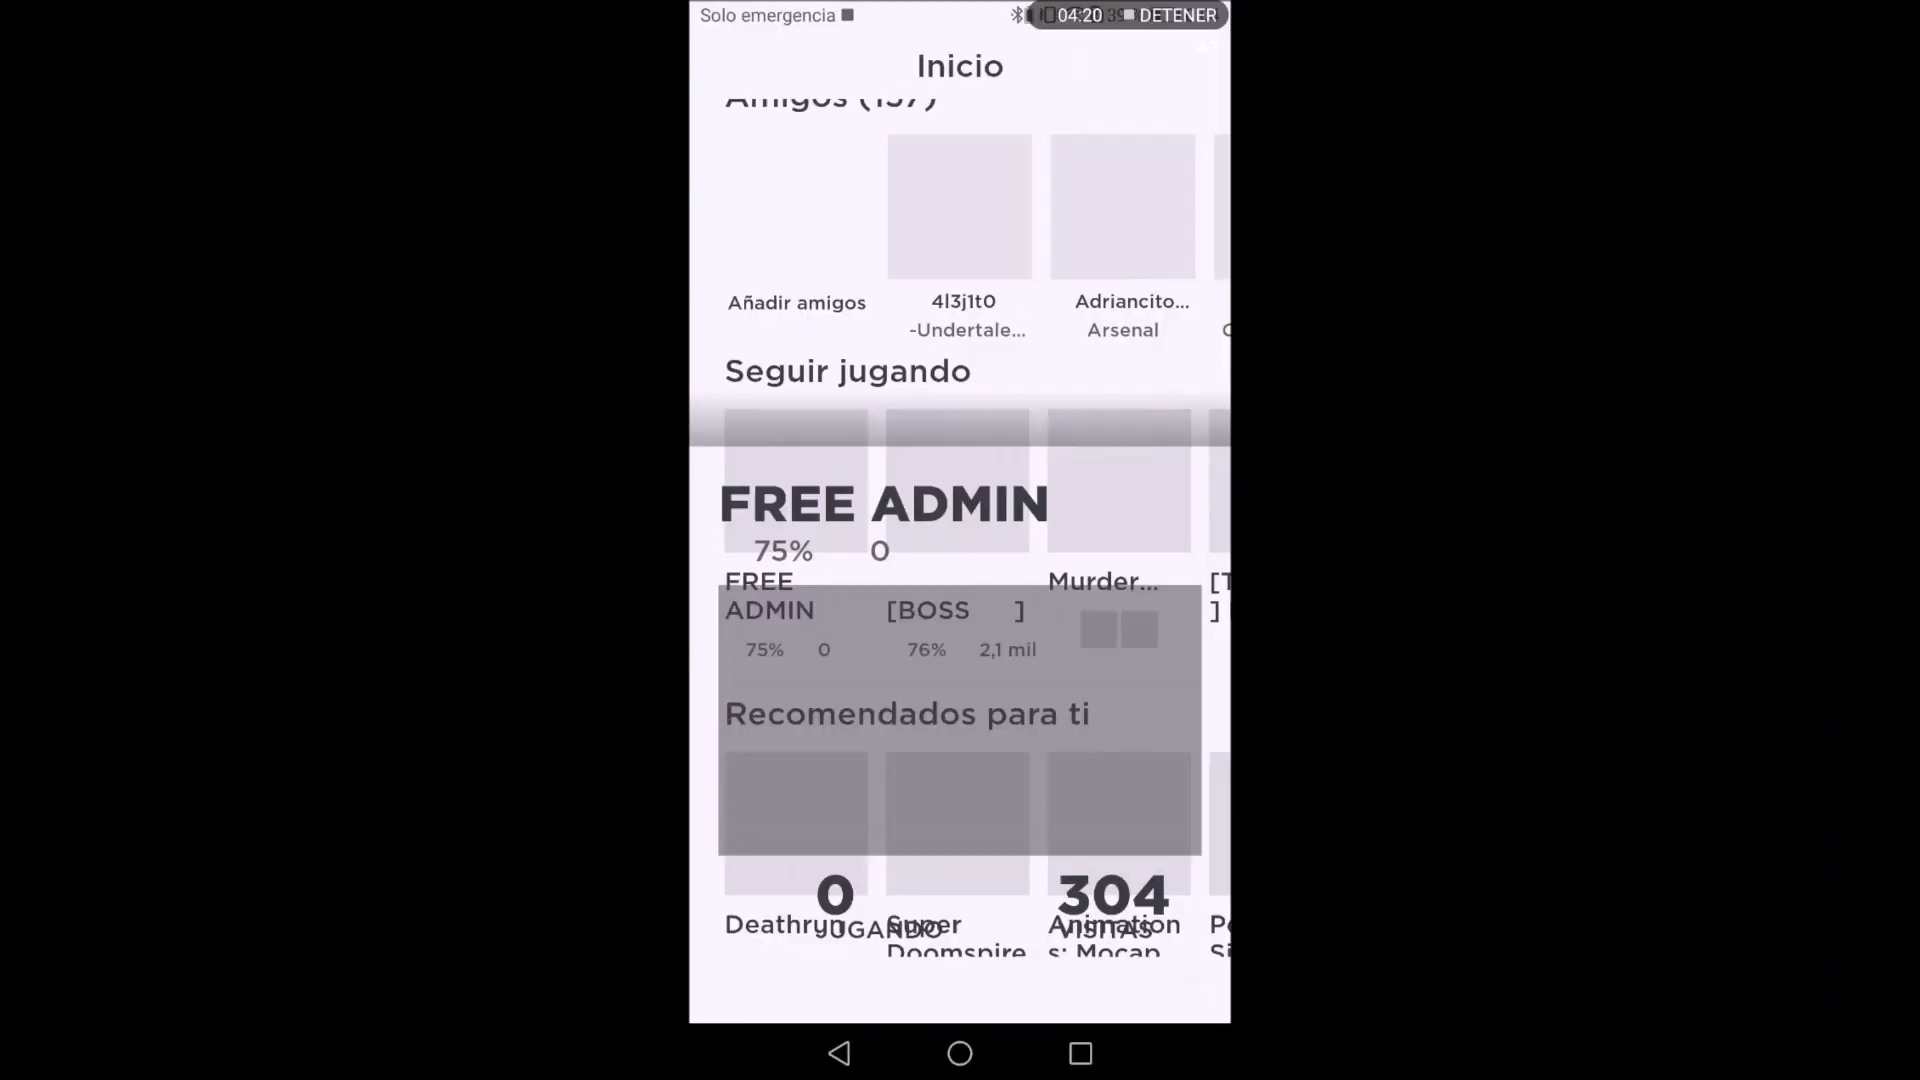 Solo emergencia
04:20 DETENER
Inicio
Amigos (137)
Añadir amigos
4l3j1t0
-Undertale...
Adriancito...
Arsenal
Seguir jugando
FREE ADMIN
75% 0
FREE
ADMIN
75% 0
[BOSS ]
76% 2,1 mil
Murder...
[T
]
Recomendados para ti
0
JUGANDO
304
VISITAS
Deathrun
Super
Doomspire
Animation
s: Mocap